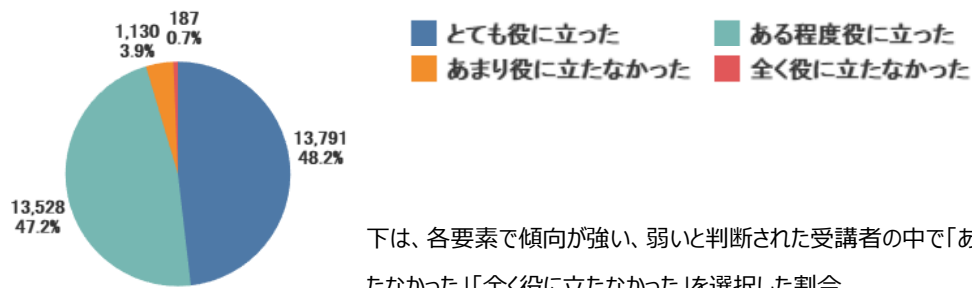 187
0.7%
1,130
3.9%
とても役に立った
ある程度役に立った
あまり役に立たなかった
全く役に立たなかった
13,791
48.2%
13,528
47.2%
下は、各要素で傾向が強い、弱いと判断された受講者の中で「あ
たなかった」「全く役に立たなかった」を選択した割合